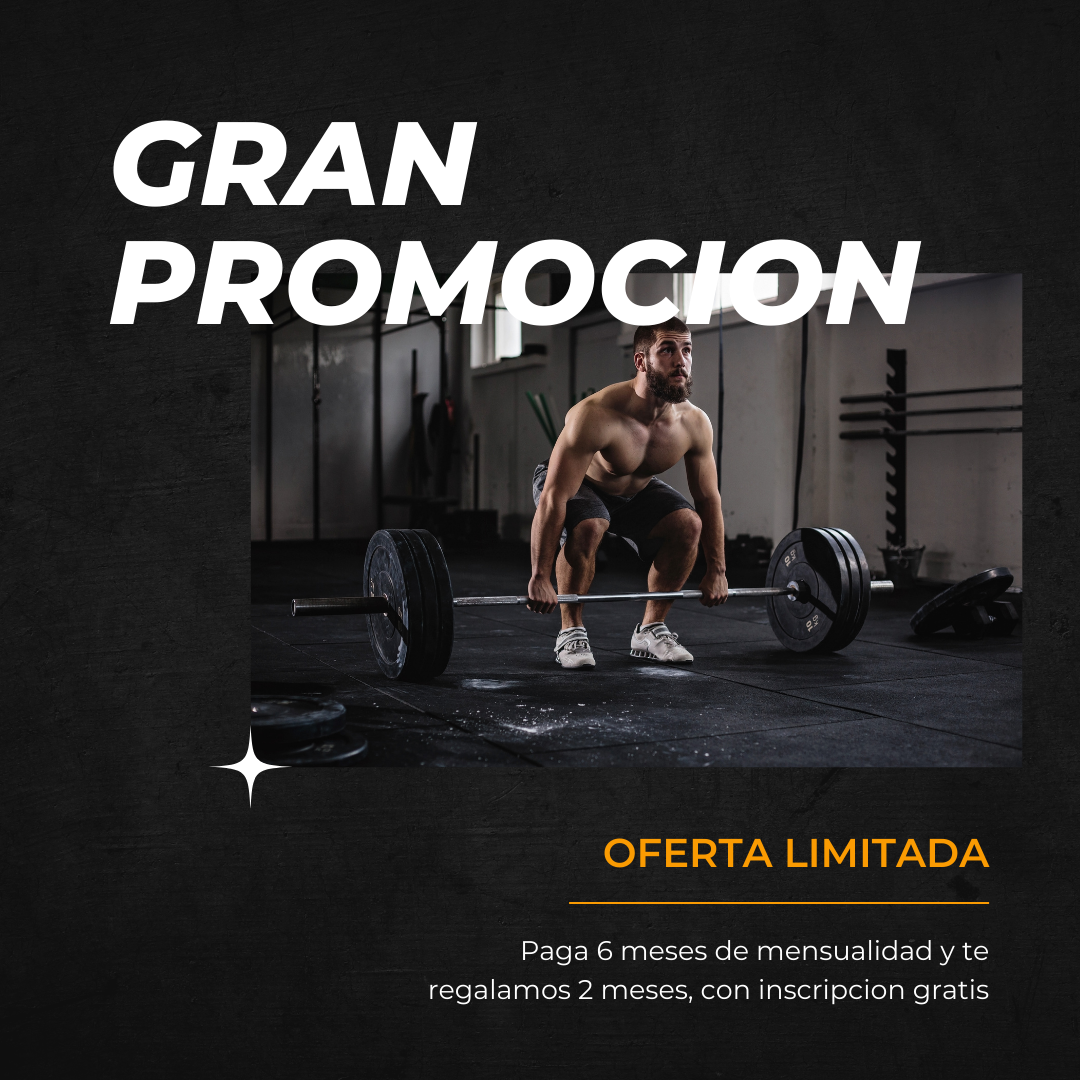 GRAN
PROMOCION
OFERTA LIMITADA
Paga 6 meses de mensualidad y te
regalamos 2 meses, con inscripcion gratis